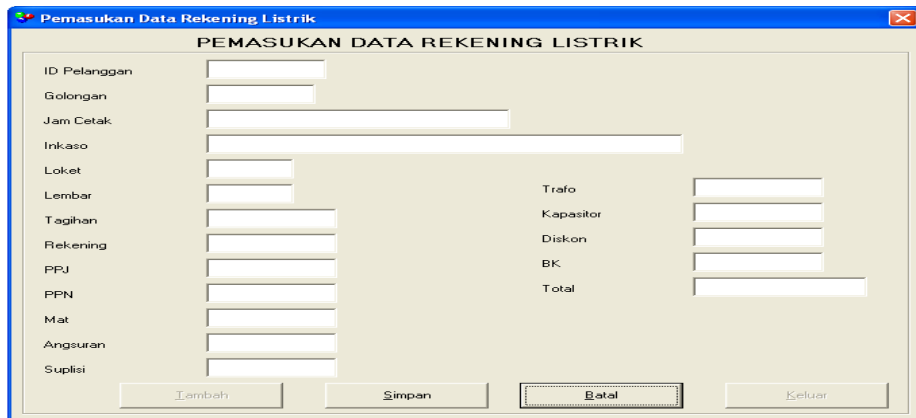 Pemasukan Data Rekening Listrik
PEMASUKAN DATA REKENING LISTRIK
ID Pelanggan
Golongan
Jam Cetak
Inkaso
Loket
Lembar
Tagihan
Rekening
PPJ
PPN
Mat
Angsuran
Suplisi
Trafo
Kapasitor
Diskon
BK
Total
Tambah Simpan Batal Keluar